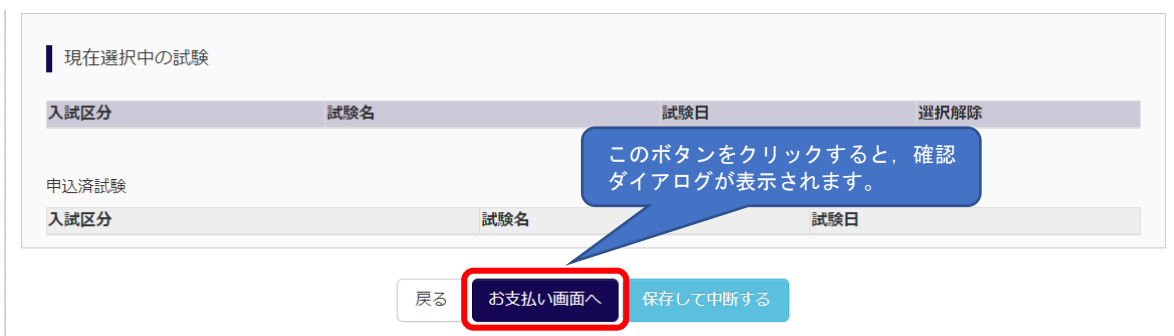 現在選択中の試験
入試区分 試験名 試験日 選択解除
このボタンをクリックすると，確認
ダイアログが表示されます。
申込済試験
入試区分 試験名 試験日
戻る お支払い画面へ 保存して中断する